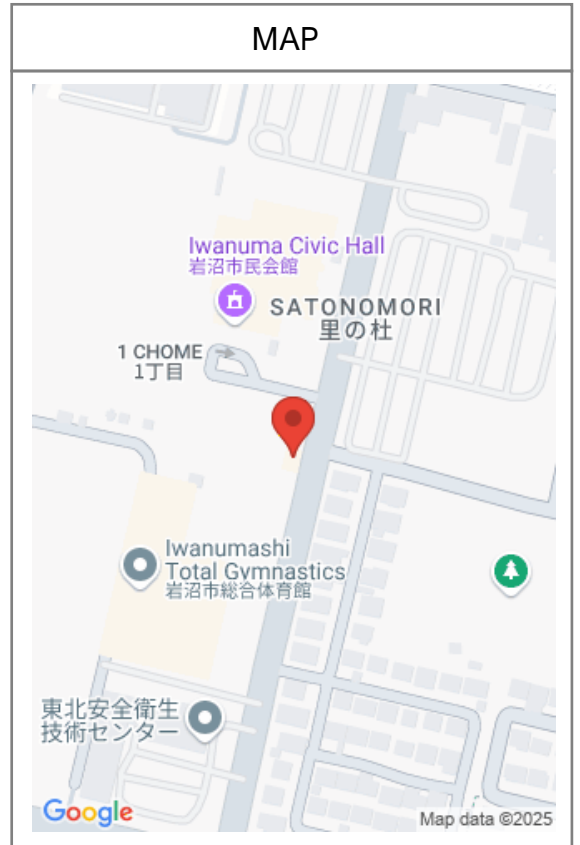 MAP
Iwanuma Civic Hall
岩沼市民会館
SATONOMORI
里の杜
1 CHOME
1丁目
Iwanumashi
Total Gymnastics
岩沼市総合体育館
東北安全衛生
技術センター
Google
Map data ©2025